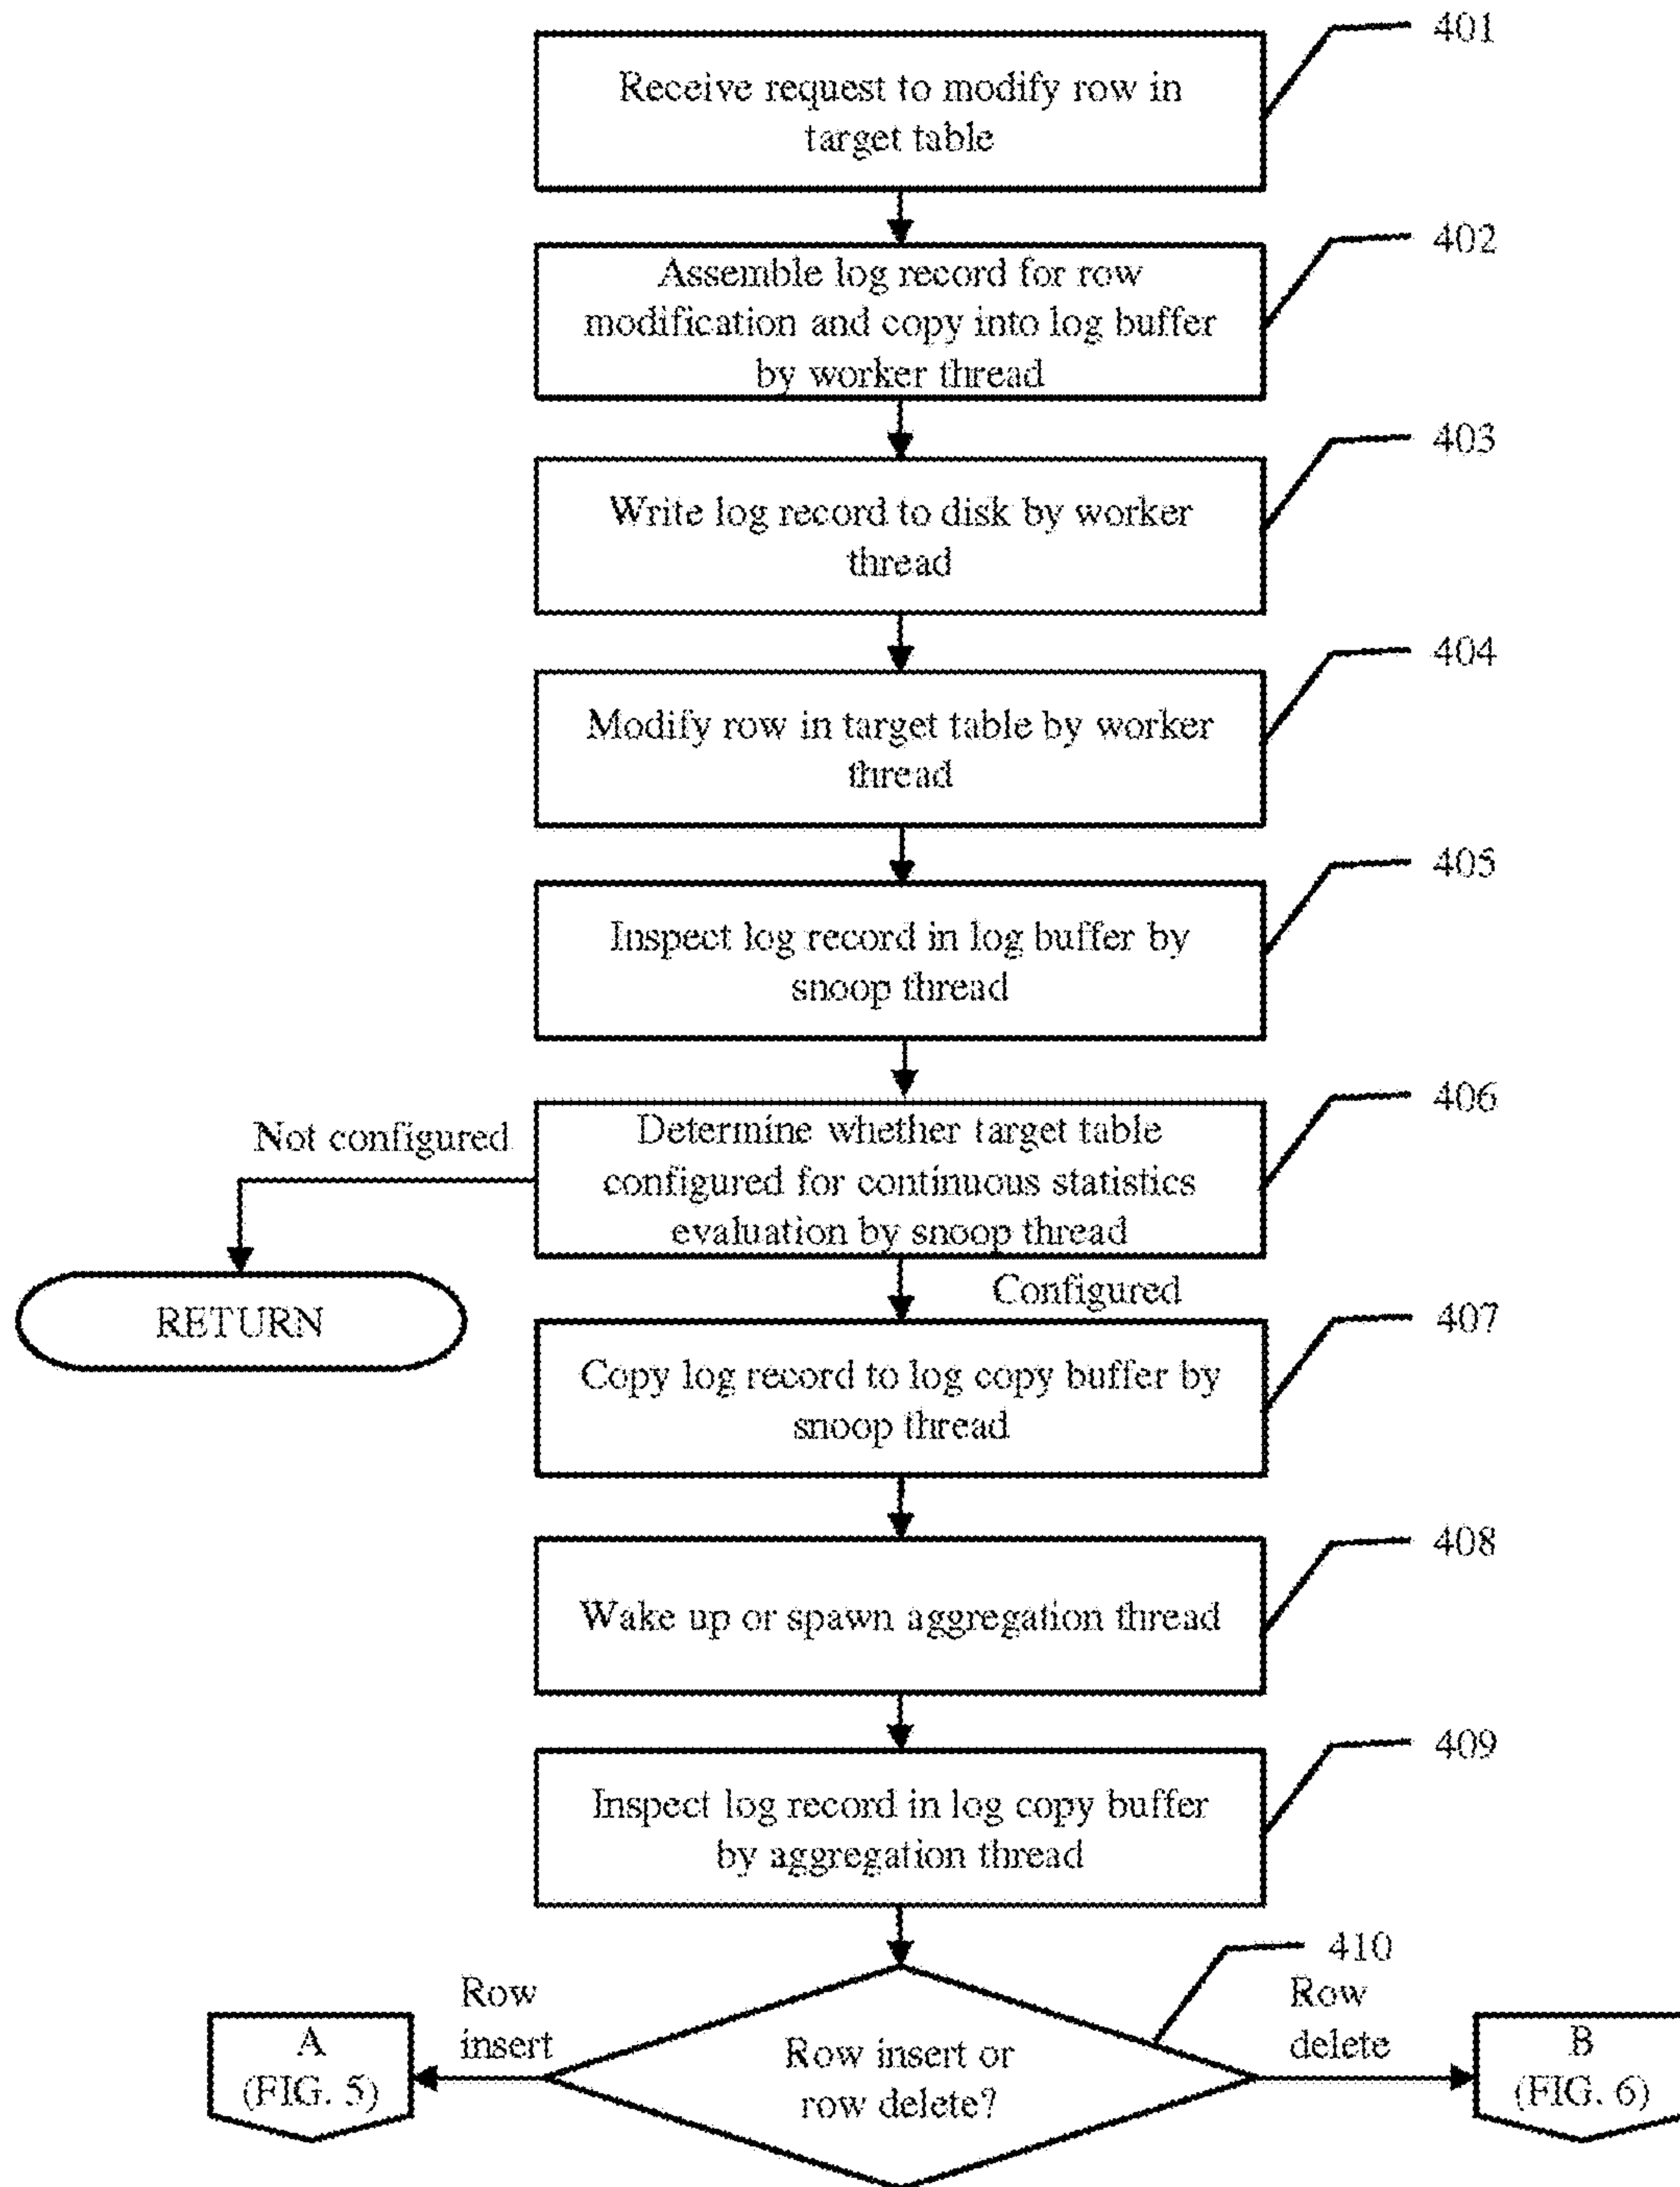 401
Receive request to modify row in
target table
402
Assemble log record for row
modification and copy into log buffer
by worker thread
403
Write log record to disk by worker
thread
404
Modify row in target table by worker
thread
405
Inspect log record in log buffer by
snoop thread
406
Not configured
Determine whether target table
configured for continuous statistics
evaluation by snoop thread
Configured
RETURN
407
Copy log record to log copy buffer by
snoop thread
408
Wake up or spawn aggregation thread
409
Inspect log record in log copy buffer
by aggregation thread
410
Row
insert
Row
delete
A
(FIG. 5)
Row insert or
row delete?
B
(FIG. 6)